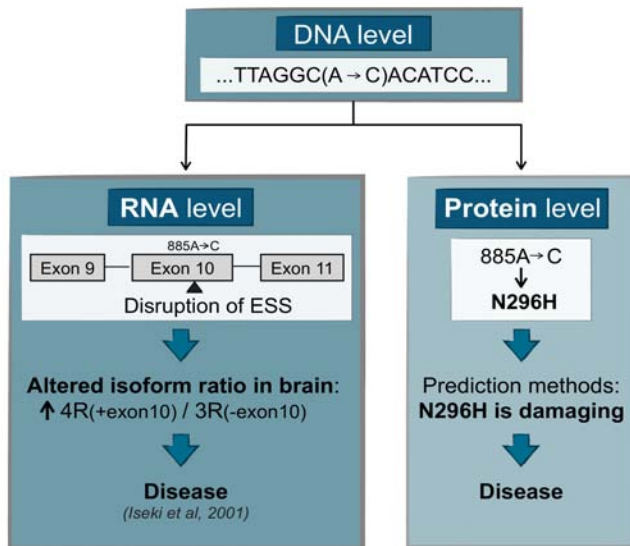 DNA level
...TTAGGC(A→C)ACATCC...
RNA level
885A→C
Exon 9
Exon 10
Exon 11
Disruption of ESS
Altered isoform ratio in brain:
↑ 4R(+exon10) / 3R(-exon10)
Disease
(Iseki et al, 2001)
Protein level
885A→C
N296H
Prediction methods:
N296H is damaging
Disease